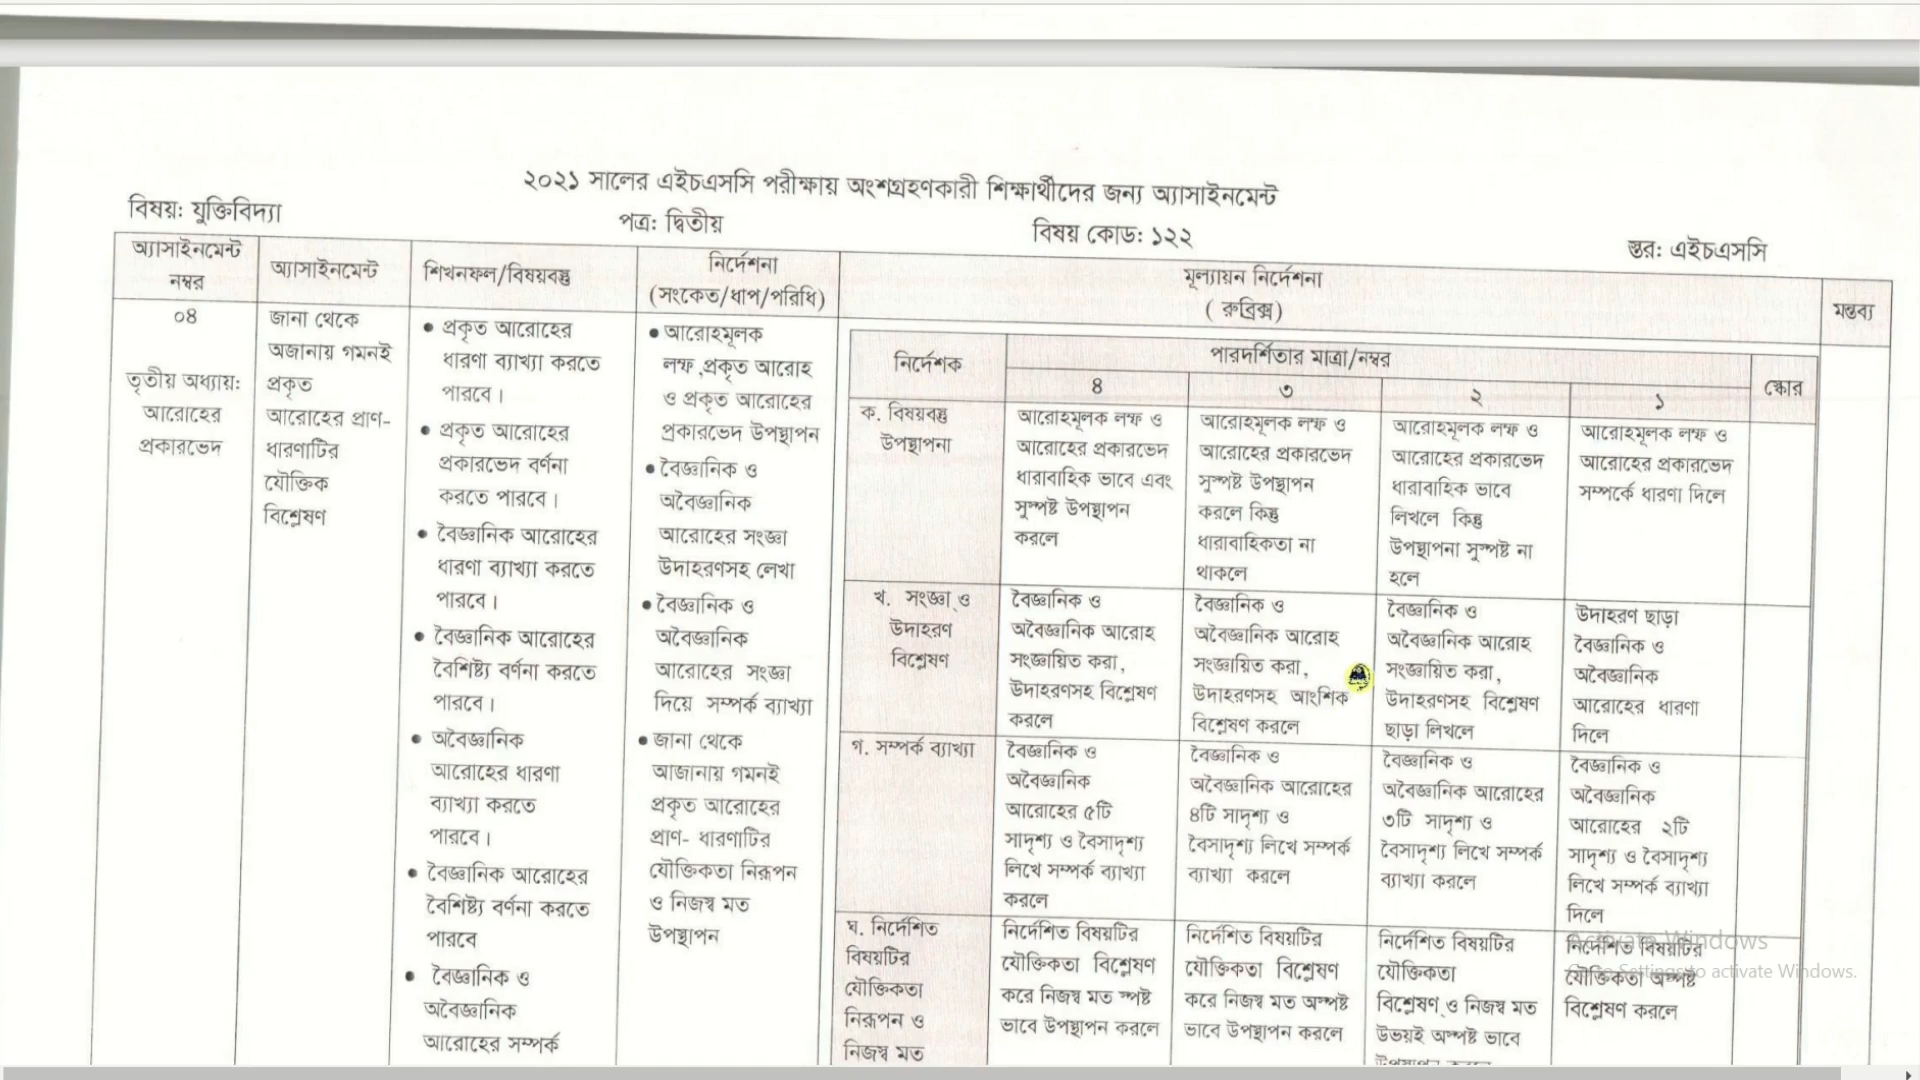 ২০২১ সালের এইচএসসি পরীক্ষায় অংশগ্রহণকারী শিক্ষার্থীদের জন্য অ্যাসাইনমেন্ট
বিষয়: যুক্তিবিদ্যা
পত্র: দ্বিতীয়
বিষয় কোড: ১২২
স্তর: এইচএসসি
অ্যাসাইনমেন্ট
নম্বর
অ্যাসাইনমেন্ট
শিখনফল/বিষয়বস্তু
নির্দেশনা
(সংকেত/ধাপ/পরিধি)
মূল্যায়ন নির্দেশনা
( রুব্রিক্স)
মন্তব্য
০৪
তৃতীয় অধ্যায়:
আরোহের
প্রকারভেদ
জানা থেকে
অজানায় গমনই
প্রকৃত
আরোহের প্রাণ-
ধারণাটির
যৌক্তিক
বিশ্লেষণ
• প্রকৃত আরোহের
ধারণা ব্যাখ্যা করতে
পারবে।
• প্রকৃত আরোহের
প্রকারভেদ বর্ণনা
করতে পারবে।
• বৈজ্ঞানিক আরোহের
ধারণা ব্যাখ্যা করতে
পারবে।
• বৈজ্ঞানিক আরোহের
বৈশিষ্ট্য বর্ণনা করতে
পারবে।
• অবৈজ্ঞানিক
আরোহের ধারণা
ব্যাখ্যা করতে
পারবে।
• বৈজ্ঞানিক আরোহের
বৈশিষ্ট্য বর্ণনা করতে
পারবে
• বৈজ্ঞানিক ও
অবৈজ্ঞানিক
আরোহের সম্পর্ক
• আরোহমূলক
লম্ফ ,প্রকৃত আরোহ
ও প্রকৃত আরোহের
প্রকারভেদ উপস্থাপন
• বৈজ্ঞানিক ও
অবৈজ্ঞানিক
আরোহের সংজ্ঞা
উদাহরণসহ লেখা
• বৈজ্ঞানিক ও
অবৈজ্ঞানিক
আরোহের সংজ্ঞা
দিয়ে সম্পর্ক ব্যাখ্যা
• জানা থেকে
আজানায় গমনই
প্রকৃত আরোহের
প্রাণ- ধারণাটির
যৌক্তিকতা নিরূপন
ও নিজস্ব মত
উপস্থাপন
নির্দেশক
পারদর্শিতার মাত্রা/নম্বর
স্কোর
৪
৩
২
১
ক. বিষয়বস্তু
উপস্থাপনা
আরোহমূলক লম্ফ ও
আরোহের প্রকারভেদ
ধারাবাহিক ভাবে এবং
সুস্পষ্ট উপস্থাপন
করলে
আরোহমূলক লম্ফ ও
আরোহের প্রকারভেদ
সুস্পষ্ট উপস্থাপন
করলে কিন্তু
ধারাবাহিকতা না
থাকলে
আরোহমূলক লম্ফ ও
আরোহের প্রকারভেদ
ধারাবাহিক ভাবে
লিখলে কিন্তু
উপস্থাপনা সুস্পষ্ট না
হলে
আরোহমূলক লম্ফ ও
আরোহের প্রকারভেদ
সম্পর্কে ধারণা দিলে
খ. সংজ্ঞা ও
উদাহরণ
বিশ্লেষণ
বৈজ্ঞানিক ও
অবৈজ্ঞানিক আরোহ
সংজ্ঞায়িত করা,
উদাহরণসহ বিশ্লেষণ
করলে
বৈজ্ঞানিক ও
অবৈজ্ঞানিক আরোহ
সংজ্ঞায়িত করা,
উদাহরণসহ আংশিক
বিশ্লেষণ করলে
বৈজ্ঞানিক ও
অবৈজ্ঞানিক আরোহ
সংজ্ঞায়িত করা,
উদাহরণসহ বিশ্লেষণ
ছাড়া লিখলে
উদাহরণ ছাড়া
বৈজ্ঞানিক ও
অবৈজ্ঞানিক
আরোহের ধারণা
দিলে
গ. সম্পর্ক ব্যাখ্যা
বৈজ্ঞানিক ও
অবৈজ্ঞানিক
আরোহের ৫টি
সাদৃশ্য ও বৈসাদৃশ্য
লিখে সম্পর্ক ব্যাখ্যা
করলে
বৈজ্ঞানিক ও
অবৈজ্ঞানিক আরোহের
৪টি সাদৃশ্য ও
বৈসাদৃশ্য লিখে সম্পর্ক
ব্যাখ্যা করলে
বৈজ্ঞানিক ও
অবৈজ্ঞানিক আরোহের
৩টি সাদৃশ্য ও
বৈসাদৃশ্য লিখে সম্পর্ক
ব্যাখ্যা করলে
বৈজ্ঞানিক ও
অবৈজ্ঞানিক
আরোহের ২টি
সাদৃশ্য ও বৈসাদৃশ্য
লিখে সম্পর্ক ব্যাখ্যা
দিলে
ঘ. নির্দেশিত
বিষয়টির
যৌক্তিকতা
নিরূপন ও
নিজস্ব মত
নির্দেশিত বিষয়টির
যৌক্তিকতা বিশ্লেষণ
করে নিজস্ব মত স্পষ্ট
ভাবে উপস্থাপন করলে
নির্দেশিত বিষয়টির
যৌক্তিকতা বিশ্লেষণ
করে নিজস্ব মত অস্পষ্ট
ভাবে উপস্থাপন করলে
নির্দেশিত বিষয়টির
যৌক্তিকতা
বিশ্লেষণ ও নিজস্ব মত
উভয়ই অস্পষ্ট ভাবে
নির্দেশিত বিষয়টির
যৌক্তিকতা অস্পষ্ট
বিশ্লেষণ করলে
Activate Windows
Settings to activate Windows.